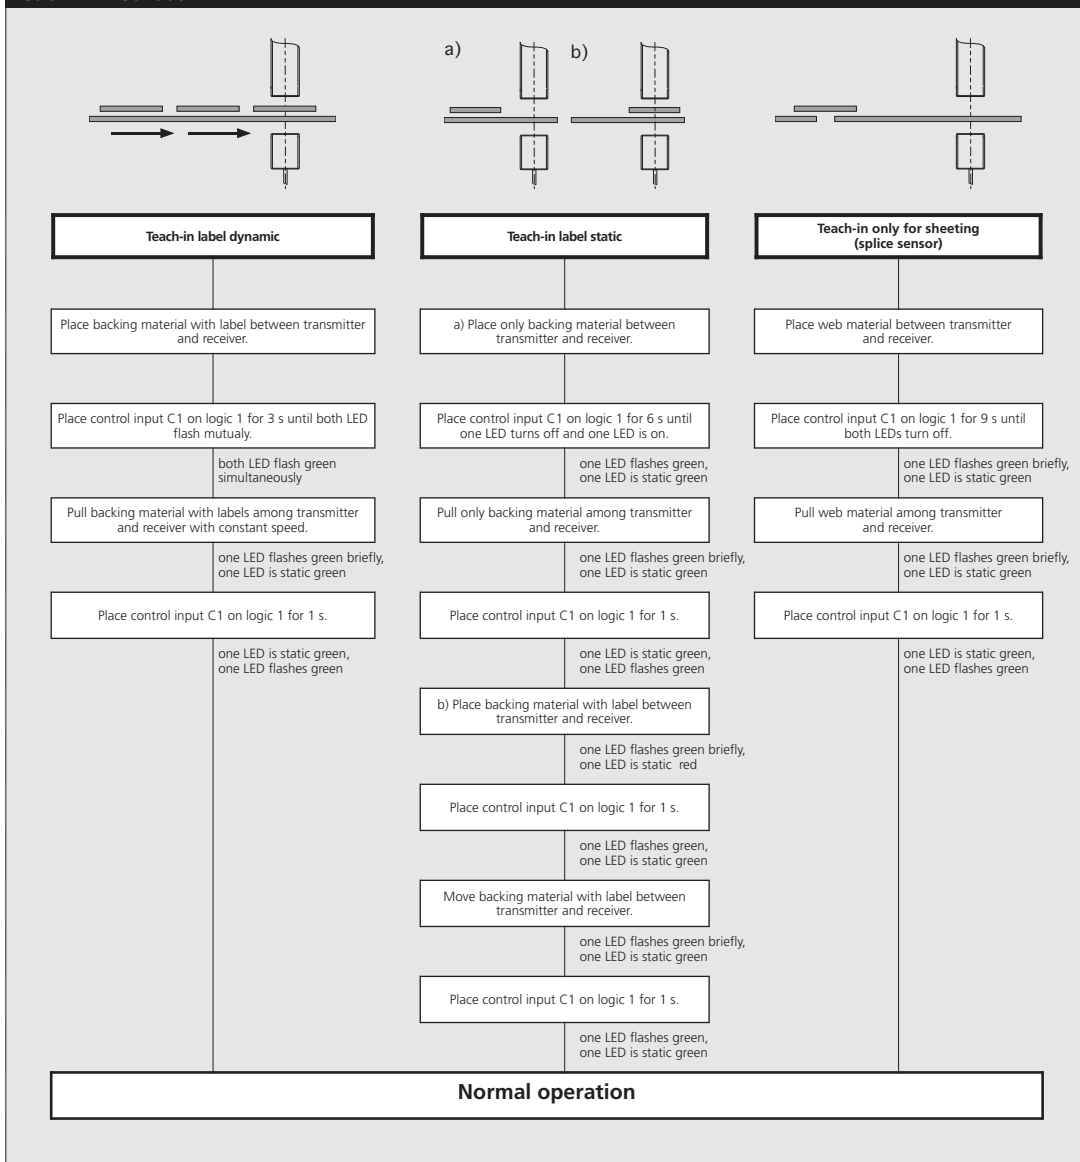 a)
b)
Teach-in label dynamic
Place backing material with label between transmitter
and receiver.
Place control input C1 on logic 1 for 3 s until both LED
flash mutualy.
both LED flash green
simultaneously
Pull backing material with labels among transmitter
and receiver with constant speed.
one LED flashes green briefly,
one LED is static green
Place control input C1 on logic 1 for 1 s.
one LED is static green,
one LED flashes green
Teach-in label static
a) Place only backing material between
transmitter and receiver.
Place control input C1 on logic 1 for 6 s until
one LED turns off and one LED is on.
one LED flashes green,
one LED is static green
Pull only backing material among transmitter
and receiver.
one LED flashes green briefly,
one LED is static green
Place control input C1 on logic 1 for 1 s.
one LED is static green,
one LED flashes green
b) Place backing material with label between
transmitter and receiver.
one LED flashes green briefly,
one LED is static  red
Place control input C1 on logic 1 for 1 s.
one LED flashes green,
one LED is static green
Move backing material with label between
transmitter and receiver.
one LED flashes green briefly,
one LED is static green
Place control input C1 on logic 1 for 1 s.
one LED flashes green,
one LED is static green
Teach-in only for sheeting
(splice sensor)
Place web material between transmitter
and receiver.
Place control input C1 on logic 1 for 9 s until
both LEDs turn off.
one LED flashes green briefly,
one LED is static green
Pull web material among transmitter
and receiver.
one LED flashes green briefly,
one LED is static green
Place control input C1 on logic 1 for 1 s.
one LED is static green,
one LED flashes green
Normal operation